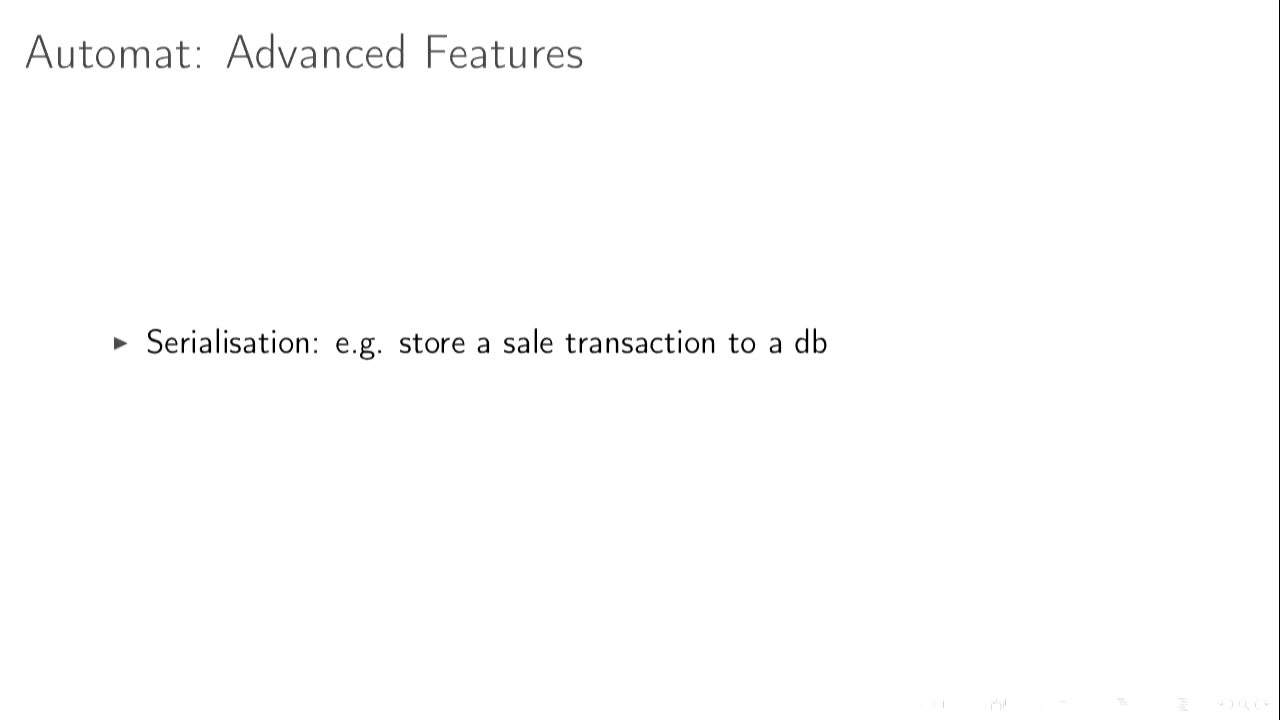 Automat: Advanced Features
▶ Serialisation: e.g. store a sale transaction to a db